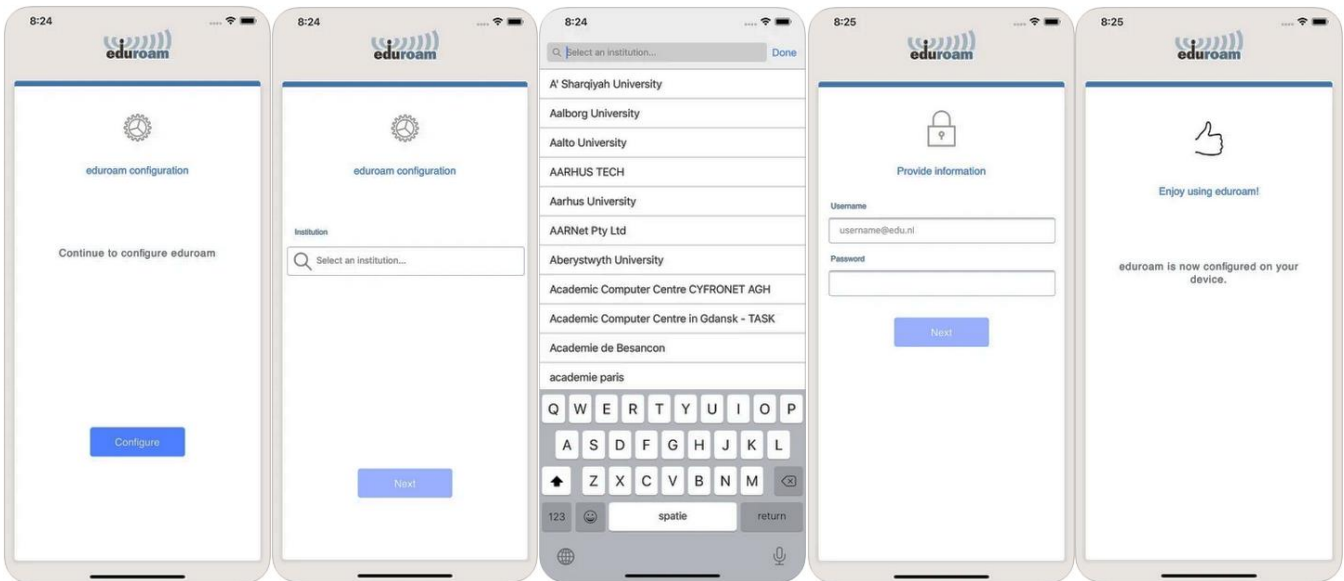 8:24
eduroam
eduroam configuration
Continue to configure eduroam
Configure
8:24
eduroam
eduroam configuration
Institution
Select an institution...
Next
8:24
Select an institution...
Done
A' Sharqiyah University
Aalborg University
Aalto University
AARHUS TECH
Aarhus University
AARNet Pty Ltd
Aberystwyth University
Academic Computer Centre CYFRONET AGH
Academic Computer Centre in Gdansk - TASK
Academie de Besancon
academie paris
Q W E R T Y U I O P
A S D F G H J K L
Z X C V B N M
123 spatie return
8:25
eduroam
Provide information
Username
username@edu.nl
Password
Next
8:25
eduroam
Enjoy using eduroam!
eduroam is now configured on your
device.